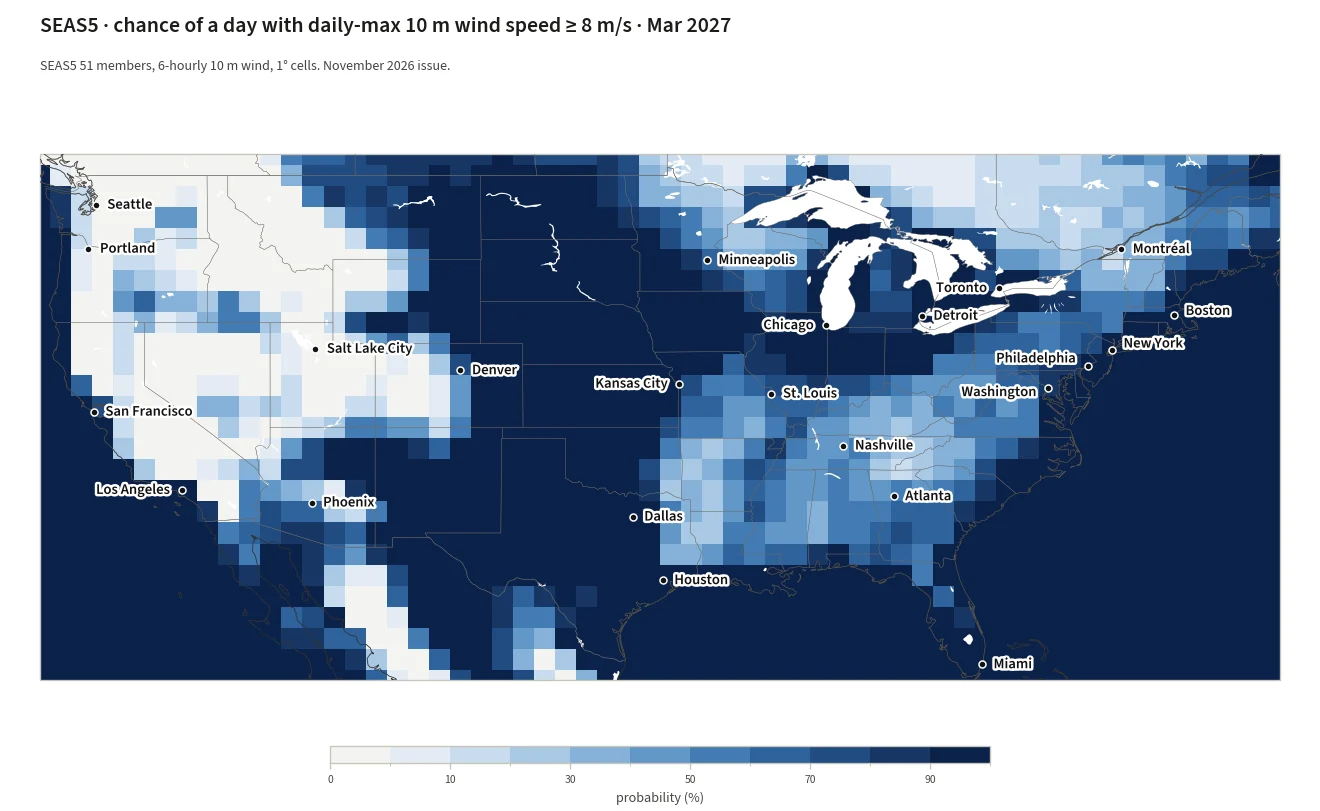 SEAS5 · chance of a day with daily-max 10 m wind speed ≥ 8 m/s · Mar 2027
SEAS5 51 members, 6-hourly 10 m wind, 1° cells. November 2026 issue.
Seattle
Portland
Montréal
Minneapolis
Toronto
Boston
Detroit
Chicago
New York
Salt Lake City
Philadelphia
Denver
Kansas City
Washington
St. Louis
San Francisco
Nashville
Los Angeles
Atlanta
Phoenix
Dallas
Houston
Miami
0 10 30 50 70 90
probability (%)